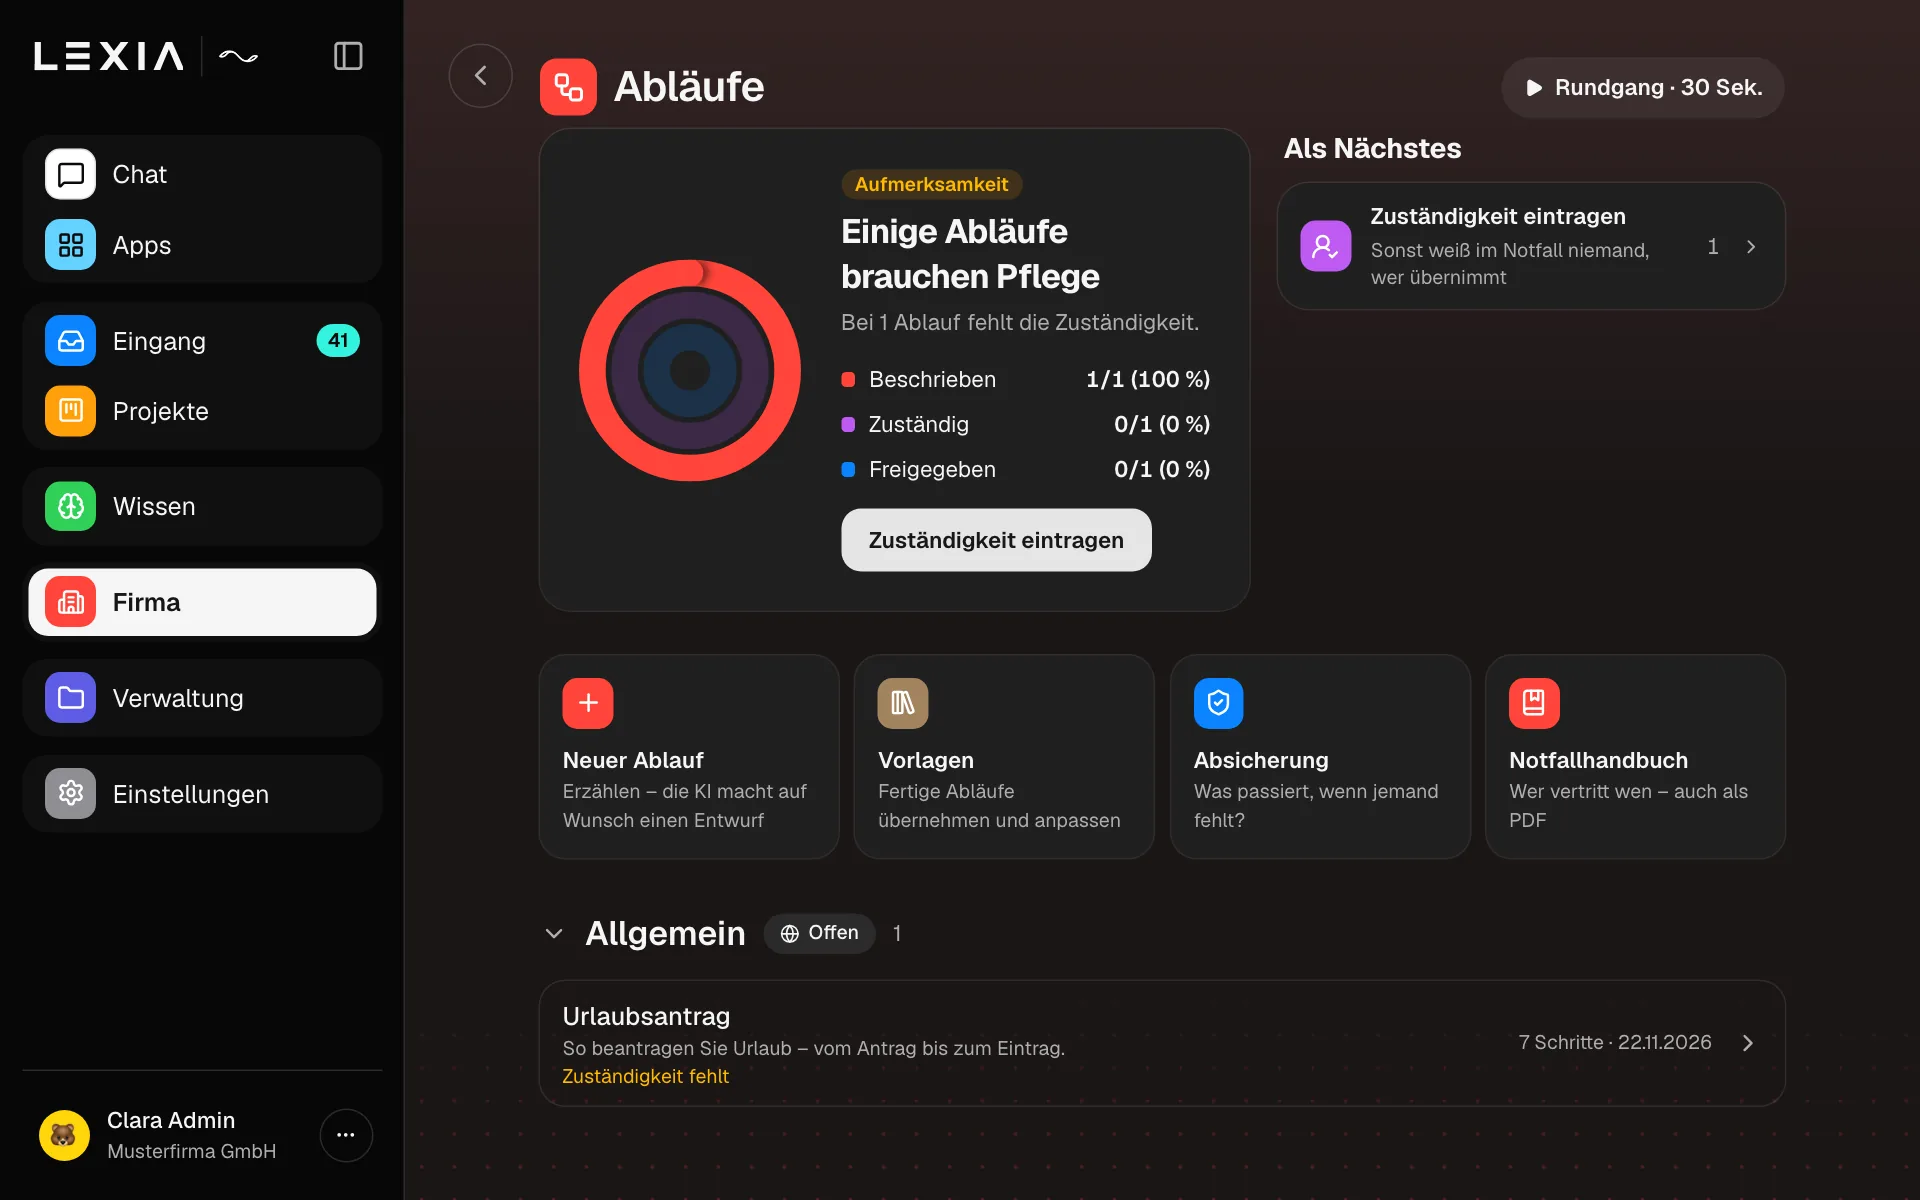 LEXIA
Chat
Apps
Eingang
41
Projekte
Wissen
Firma
Verwaltung
Einstellungen
Clara Admin
Musterfirma GmbH
Abläufe
Rundgang · 30 Sek.
Aufmerksamkeit
Einige Abläufe
brauchen Pflege
Bei 1 Ablauf fehlt die Zuständigkeit.
Beschrieben 1/1 (100 %)
Zuständig 0/1 (0 %)
Freigegeben 0/1 (0 %)
Zuständigkeit eintragen
Als Nächstes
Zuständigkeit eintragen
Sonst weiß im Notfall niemand,
wer übernimmt
1
Neuer Ablauf
Erzählen – die KI macht auf
Wunsch einen Entwurf
Vorlagen
Fertige Abläufe
übernehmen und anpassen
Absicherung
Was passiert, wenn jemand
fehlt?
Notfallhandbuch
Wer vertritt wen – auch als
PDF
Allgemein
Offen
1
Urlaubsantrag
So beantragen Sie Urlaub – vom Antrag bis zum Eintrag.
Zuständigkeit fehlt
7 Schritte · 22.11.2026